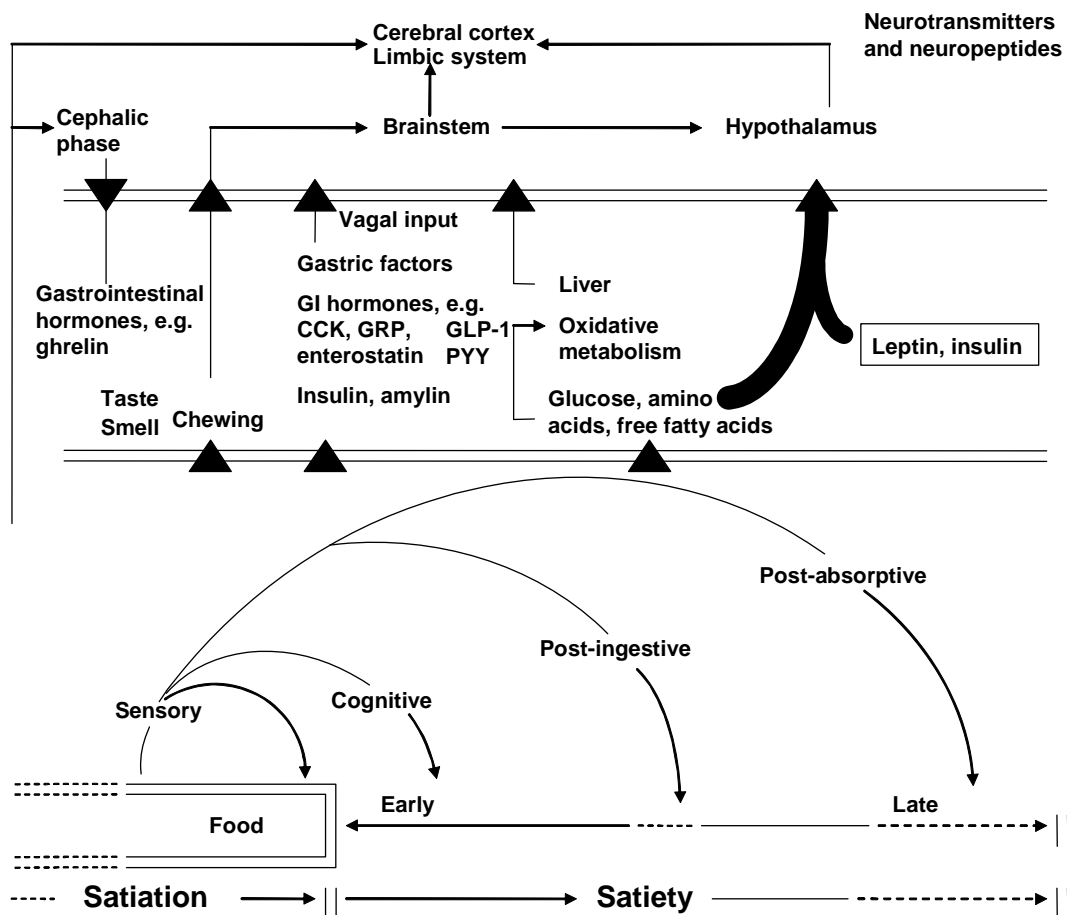 Neurotransmitters
and neuropeptides
Cerebral cortex
Limbic system
Cephalic
phase
Brainstem
Hypothalamus
Vagal input
Gastric factors
Gastrointestinal
hormones, e.g.
ghrelin
GI hormones, e.g.
CCK, GRP, GLP-1
enterostatin PYY
Insulin, amylin
Liver
Oxidative
metabolism
Leptin, insulin
Glucose, amino
acids, free fatty acids
Taste
Smell
Chewing
Post-absorptive
Post-ingestive
Cognitive
Sensory
Food
Early
Late
Satiation
Satiety